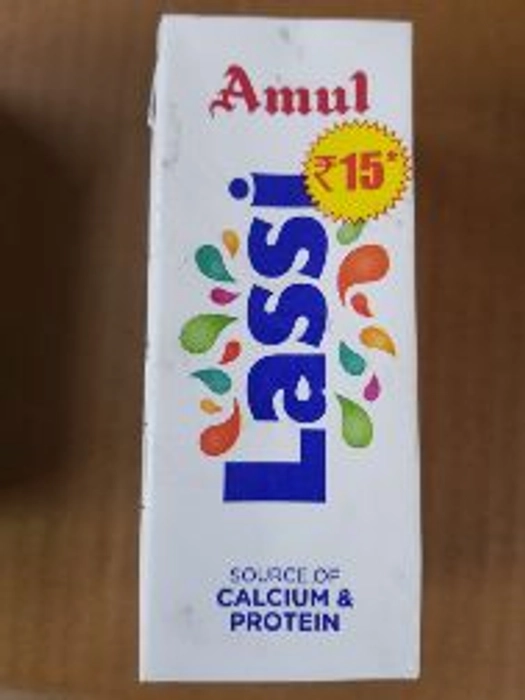 Amul
₹15*
Lassi
SOURCE OF
CALCIUM &
PROTEIN